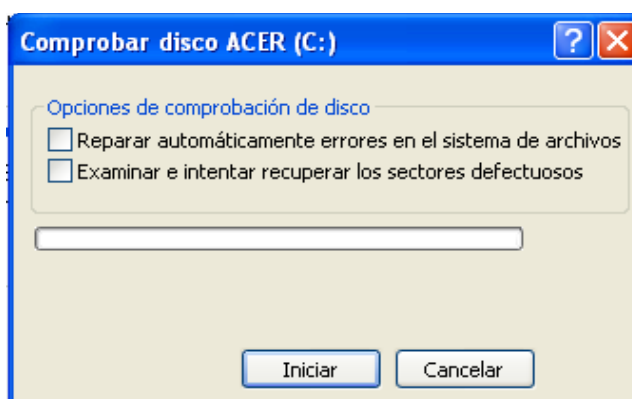 Comprobar disco ACER (C:)
?
Opciones de comprobación de disco
Reparar automáticamente errores en el sistema de archivos
Examinar e intentar recuperar los sectores defectuosos
Iniciar
Cancelar